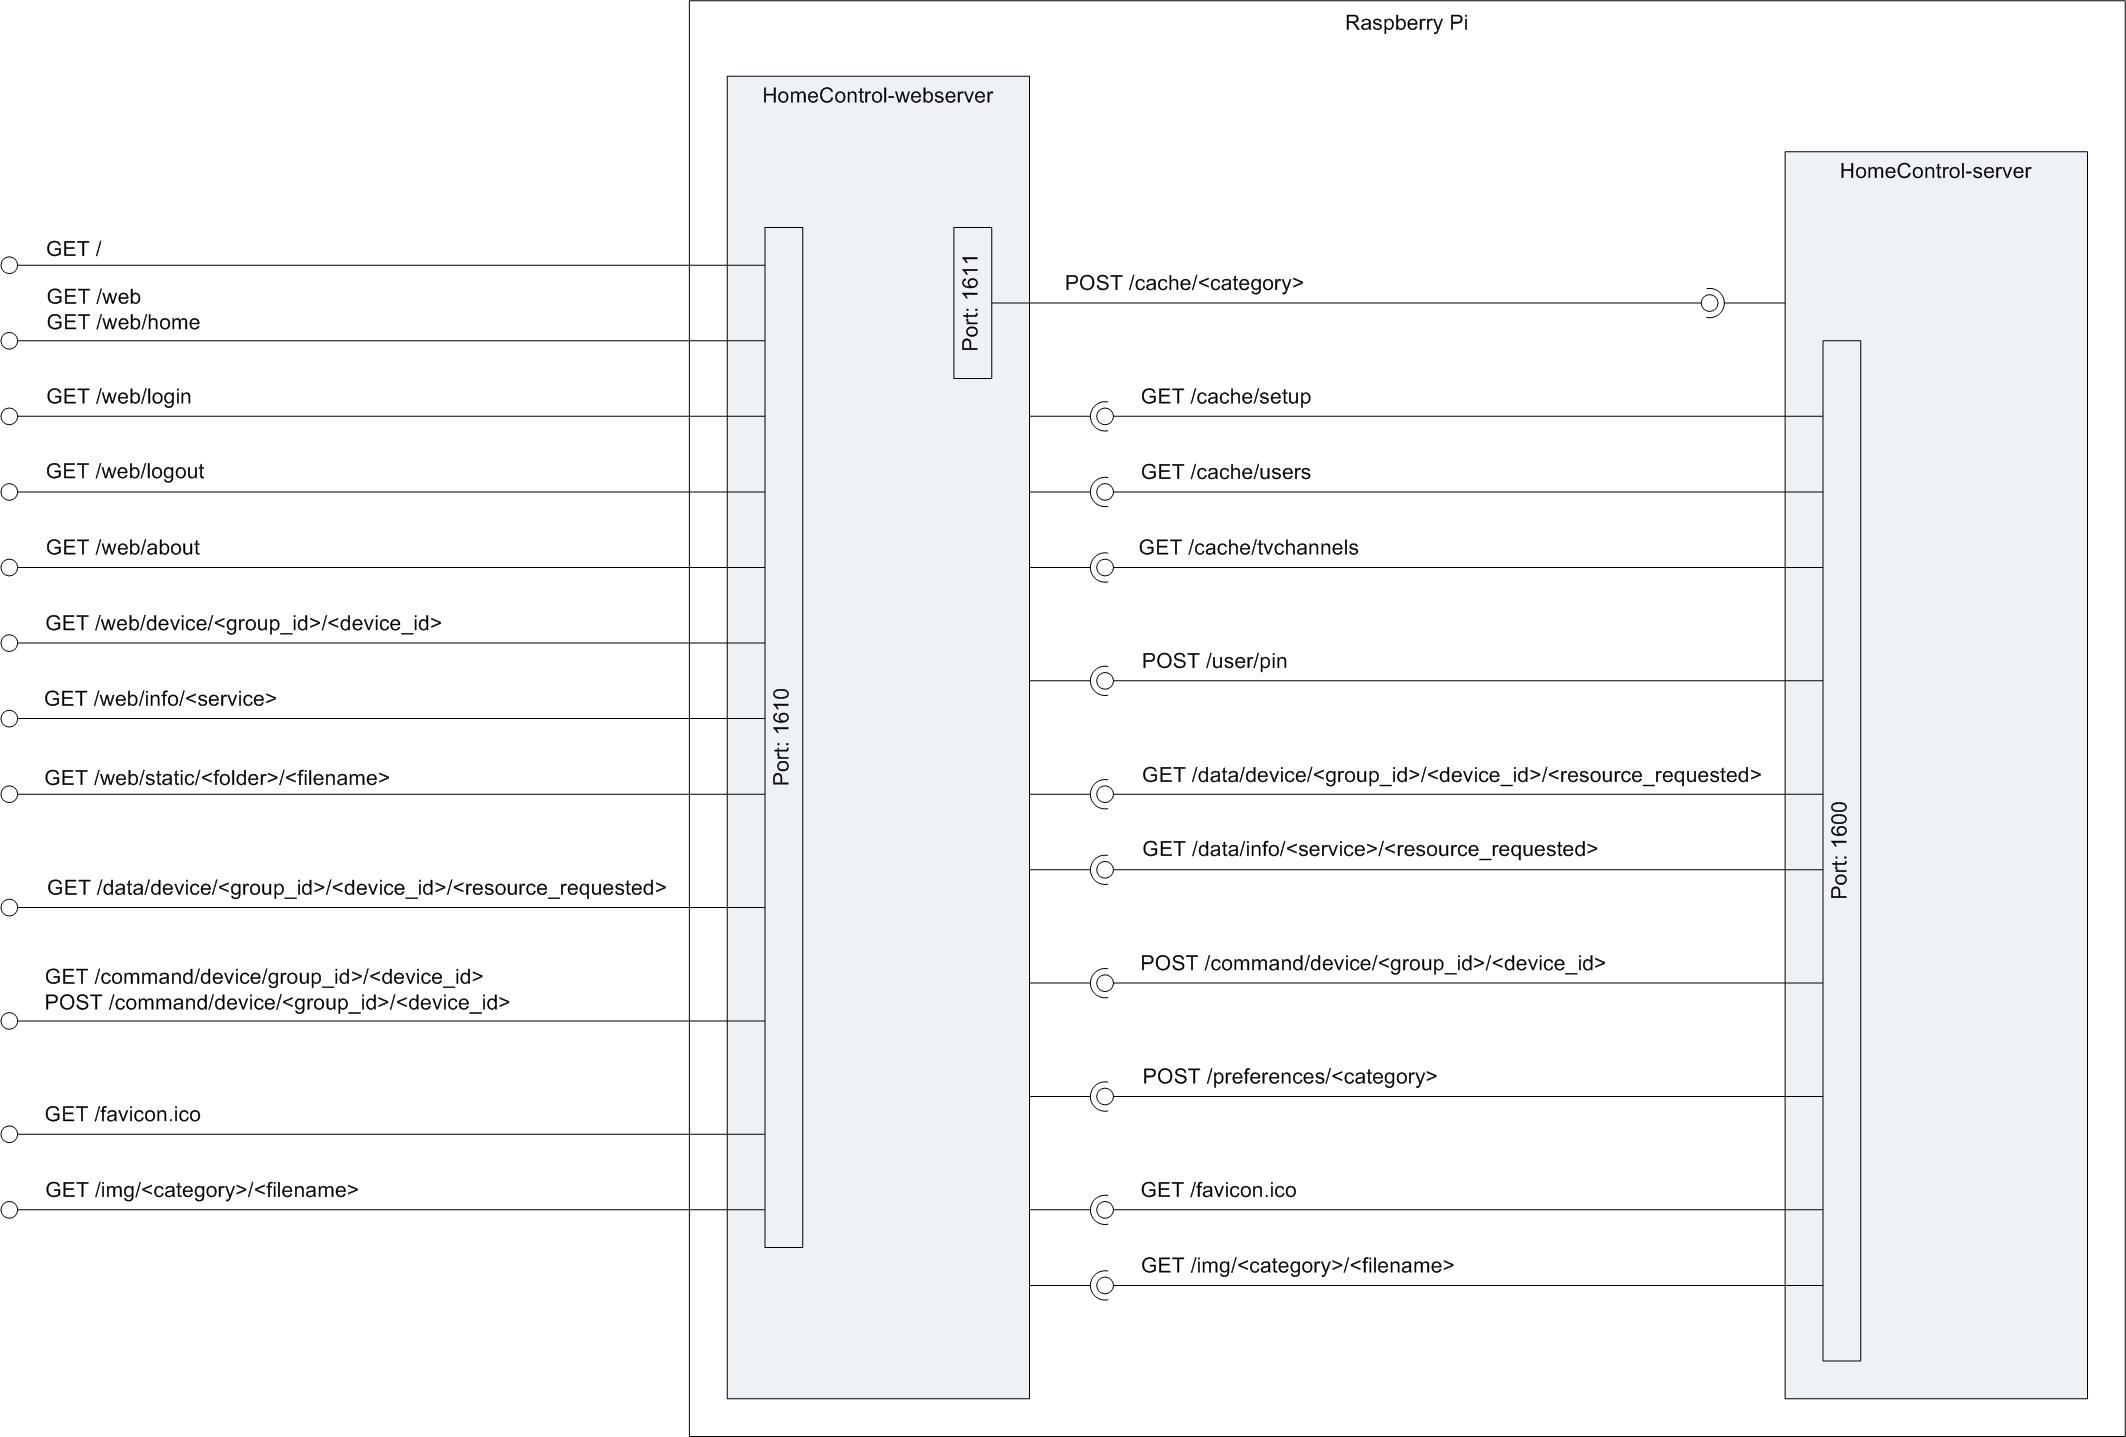 Raspberry Pi
HomeControl-webserver
HomeControl-server
GET /
GET /web
GET /web/home
GET /web/login
GET /web/logout
GET /web/about
GET /web/device/<group_id>/<device_id>
GET /web/info/<service>
GET /web/static/<folder>/<filename>
GET /data/device/<group_id>/<device_id>/<resource_requested>
GET /command/device/group_id>/<device_id>
POST /command/device/<group_id>/<device_id>
GET /favicon.ico
GET /img/<category>/<filename>
Port: 1610
Port: 1611
POST /cache/<category>
GET /cache/setup
GET /cache/users
GET /cache/tvchannels
POST /user/pin
GET /data/device/<group_id>/<device_id>/<resource_requested>
GET /data/info/<service>/<resource_requested>
POST /command/device/<group_id>/<device_id>
POST /preferences/<category>
GET /favicon.ico
GET /img/<category>/<filename>
Port: 1600